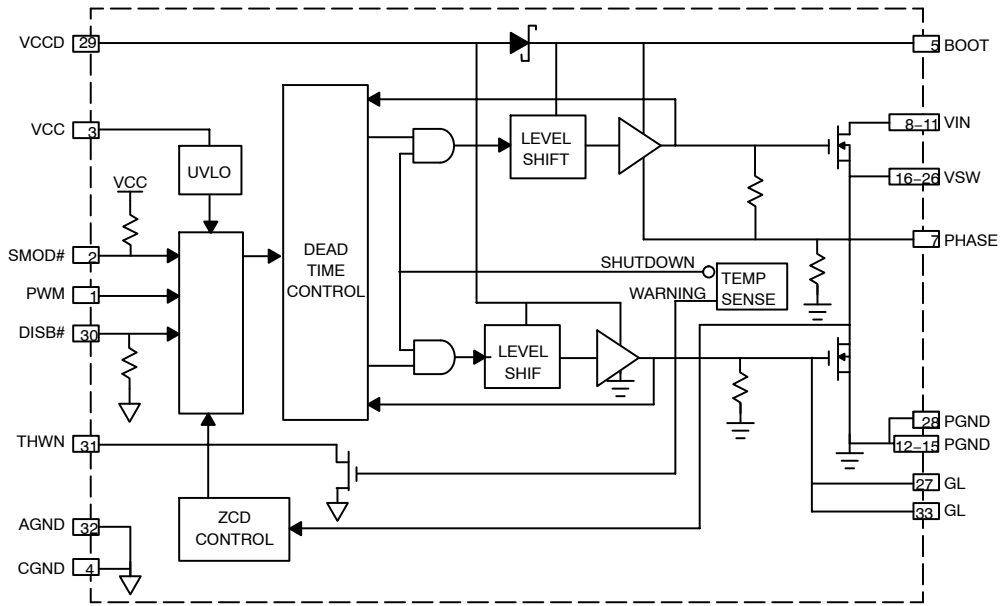 VCCD 29
5 BOOT
VCC 3
8–11 VIN
UVLO
LEVEL
SHIFT
VCC
16–26 VSW
SMOD# 2
DEAD
TIME
CONTROL
7 PHASE
SHUTDOWN
TEMP
SENSE
WARNING
PWM 1
DISB# 30
LEVEL
SHIF
THWN 31
28 PGND
12–15 PGND
27 GL
ZCD
CONTROL
33 GL
AGND 32
CGND 4